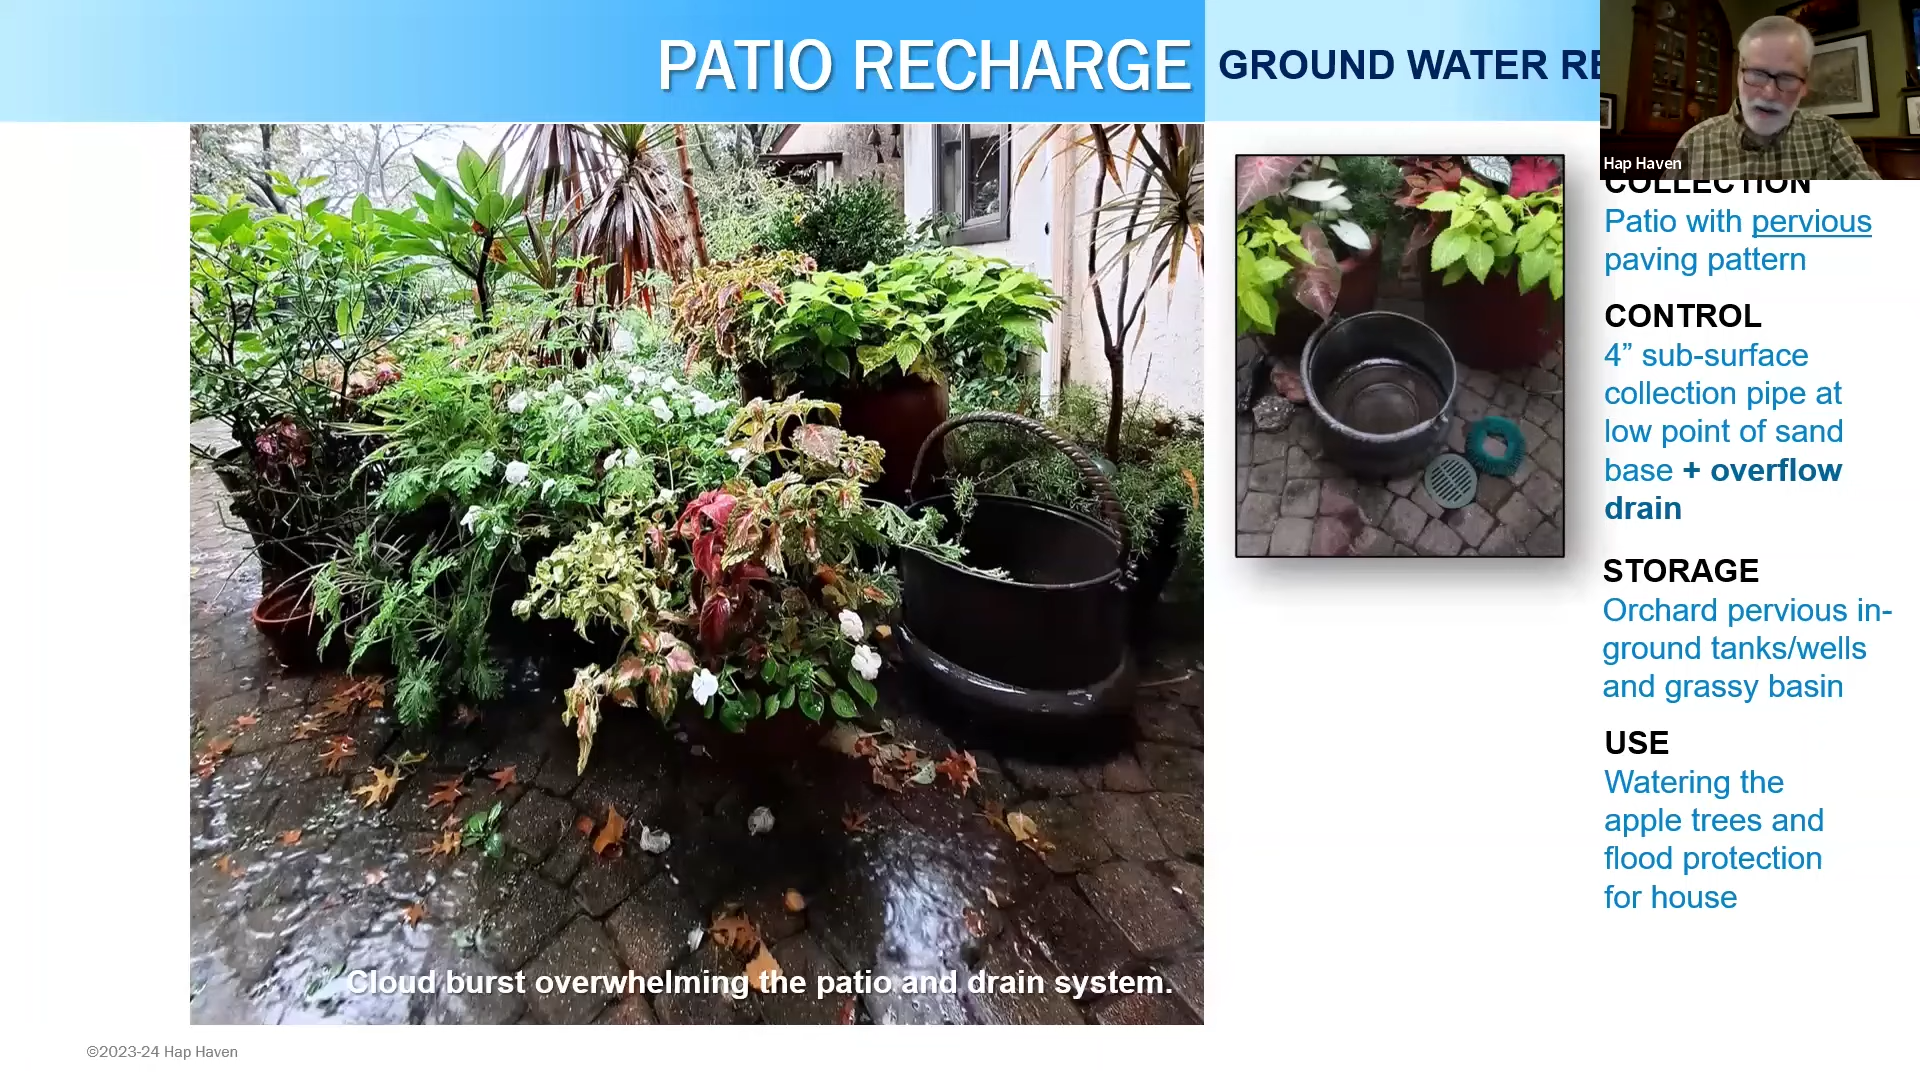 PATIO RECHARGE
GROUND WATER
Hap Haven
COLLECTION
Patio with pervious
paving pattern
CONTROL
4” sub-surface
collection pipe at
low point of sand
base + overflow
drain
STORAGE
Orchard pervious in-
ground tanks/wells
and grassy basin
USE
Watering the
apple trees and
flood protection
for house
Cloud burst overwhelming the patio and drain system.
©2023-24 Hap Haven